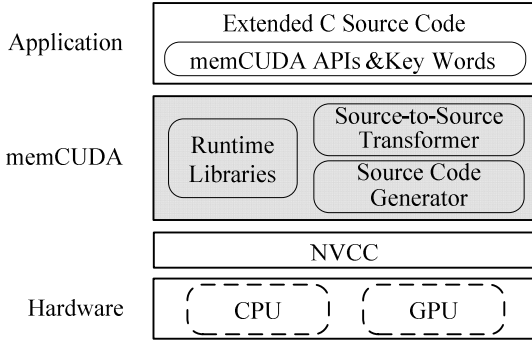 Application
Extended C Source Code
memCUDA APIs &Key Words
memCUDA
Runtime
Libraries
Source-to-Source
Transformer
Source Code
Generator
NVCC
Hardware
CPU
GPU